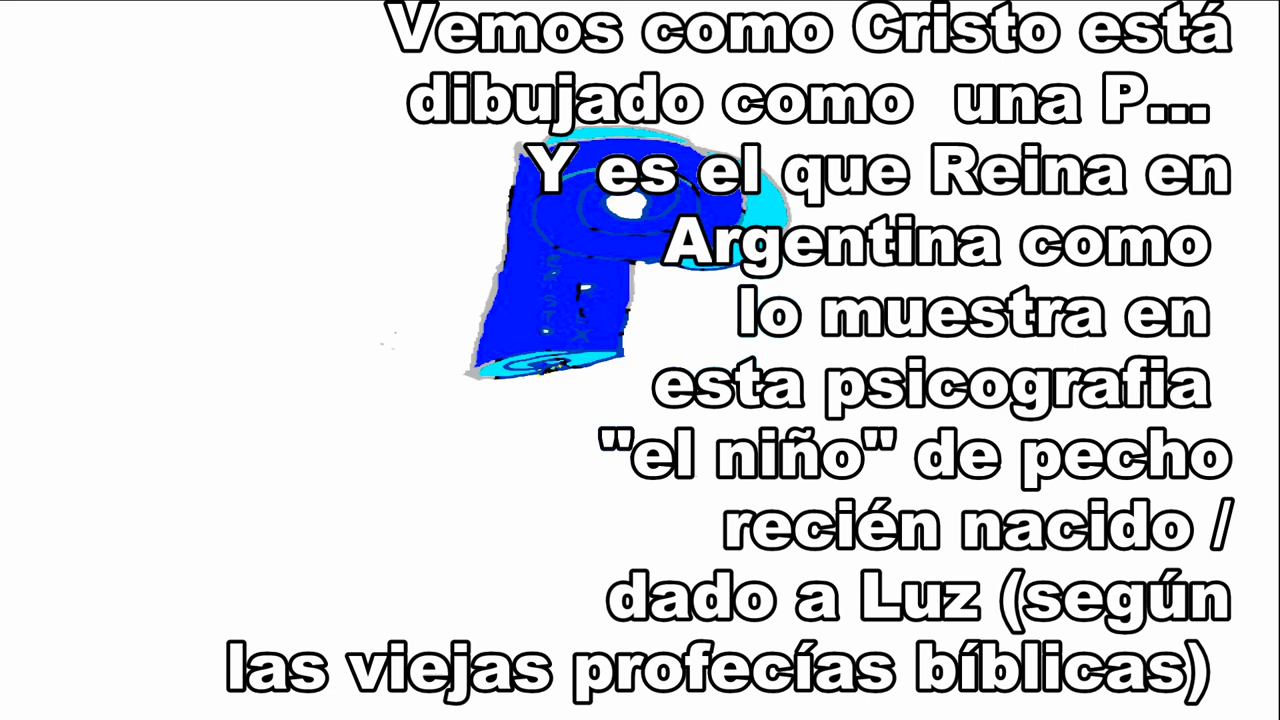 Vemos como Cristo está
dibujado como una P...
Y es el que Reina en
Argentina como
lo muestra en
esta psicografia
"el niño" de pecho
recién nacido /
dado a Luz (según
las viejas profecías bíblicas)